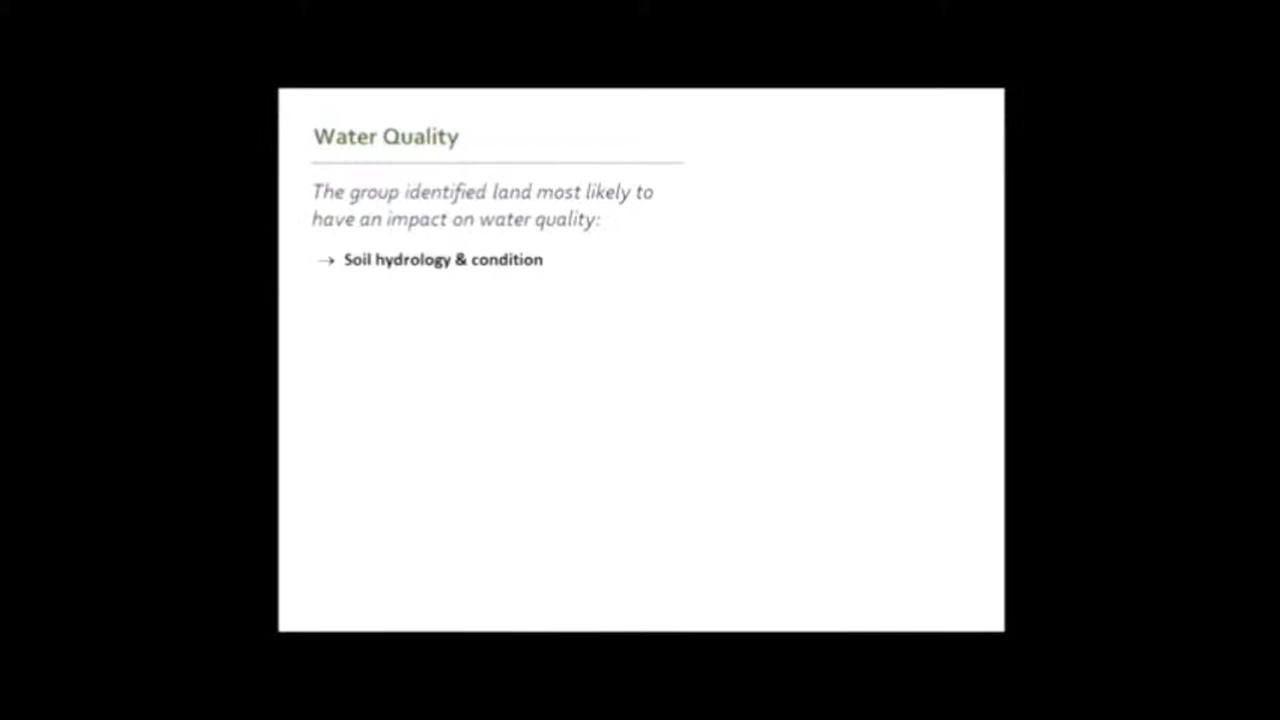 Water Quality
The group identified land most likely to
have an impact on water quality:
→ Soil hydrology & condition